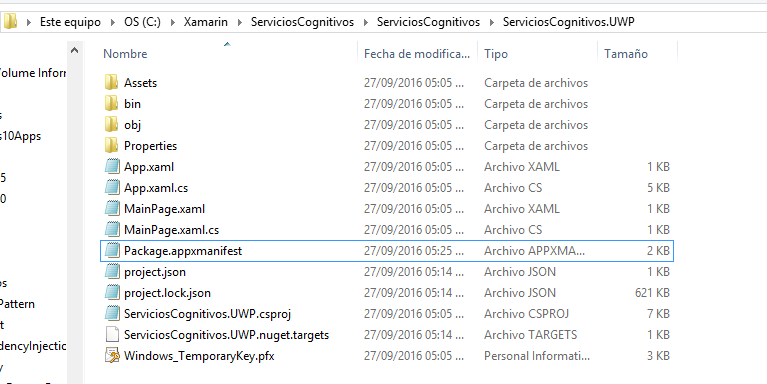 Este equipo OS (C:) Xamarin ServiciosCognitivos ServiciosCognitivos ServiciosCognitivos.UWP
Nombre Fecha de modifica... Tipo Tamaño
Volume Inform
s10Apps
5
0
os
Pattern
e
dencyInjectic
Assets 27/09/2016 05:05 ... Carpeta de archivos
bin 27/09/2016 05:05 ... Carpeta de archivos
obj 27/09/2016 05:05 ... Carpeta de archivos
Properties 27/09/2016 05:05 ... Carpeta de archivos
App.xaml 27/09/2016 05:05 ... Archivo XAML 1 KB
App.xaml.cs 27/09/2016 05:05 ... Archivo CS 5 KB
MainPage.xaml 27/09/2016 05:05 ... Archivo XAML 1 KB
MainPage.xaml.cs 27/09/2016 05:05 ... Archivo CS 1 KB
Package.appxmanifest 27/09/2016 05:25 ... Archivo APPXMA... 2 KB
project.json 27/09/2016 05:14 ... Archivo JSON 1 KB
project.lock.json 27/09/2016 05:14 ... Archivo JSON 621 KB
ServiciosCognitivos.UWP.csproj 27/09/2016 05:05 ... Archivo CSPROJ 7 KB
ServiciosCognitivos.UWP.nuget.targets 27/09/2016 05:14 ... Archivo TARGETS 1 KB
Windows_TemporaryKey.pfx 27/09/2016 05:05 ... Personal Informati... 3 KB